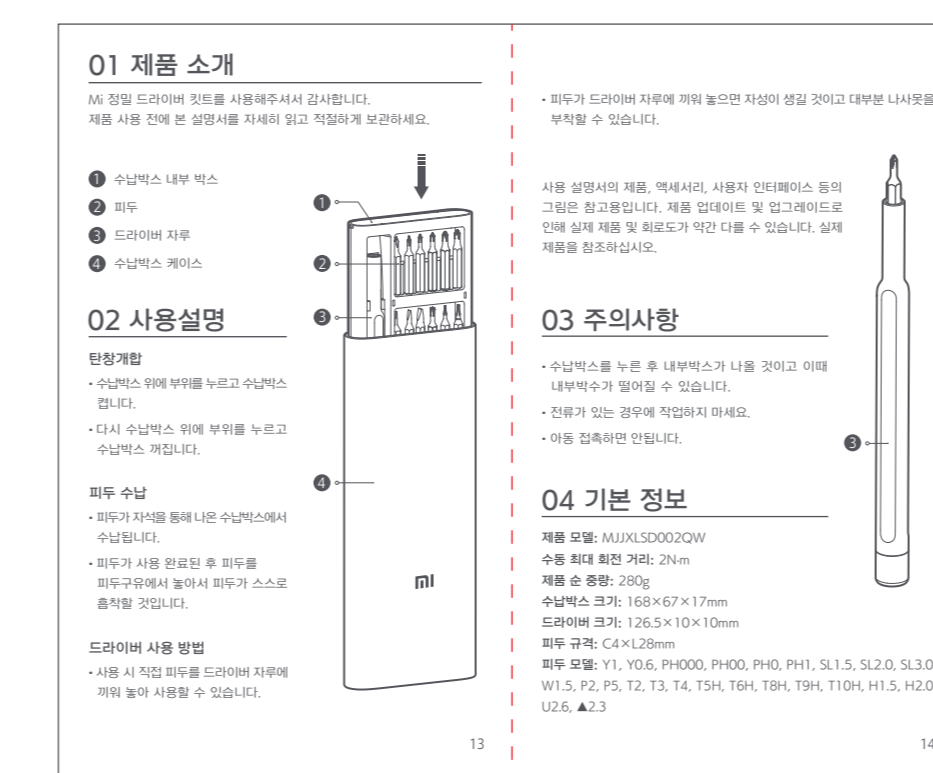 01 제품 소개
Mi 정밀 드라이버 킷트를 사용해주셔서 감사합니다.
제품 사용 전에 본 설명서를 자세히 읽고 적절하게 보관하세요.
1 수납박스 내부 박스
2 피두
3 드라이버 자루
4 수납박스 케이스
1
2
3
4
mi
02 사용설명
탄창개합
• 수납박스 위에 부위를 누르고 수납박스
켭니다.
• 다시 수납박스 위에 부위를 누르고
수납박스 꺼집니다.
피두 수납
• 피두가 자석을 통해 나온 수납박스에서
수납됩니다.
• 피두가 사용 완료된 후 피두를
피두구유에서 놓아서 피두가 스스로
흡착할 것입니다.
드라이버 사용 방법
• 사용 시 직접 피두를 드라이버 자루에
끼워 놓아 사용할 수 있습니다.
13
• 피두가 드라이버 자루에 끼워 놓으면 자성이 생길 것이고 대부분 나사못을
부착할 수 있습니다.
사용 설명서의 제품, 액세서리, 사용자 인터페이스 등의
그림은 참고용입니다. 제품 업데이트 및 업그레이드로
인해 실제 제품 및 회로도가 약간 다를 수 있습니다. 실제
제품을 참조하십시오.
03 주의사항
• 수납박스를 누른 후 내부박스가 나올 것이고 이때
내부박수가 떨어질 수 있습니다.
• 전류가 있는 경우에 작업하지 마세요.
• 아동 접촉하면 안됩니다.
3
04 기본 정보
제품 모델: MJJXLSD002QW
수동 최대 회전 거리: 2N·m
제품 순 중량: 280g
수납박스 크기: 168×67×17mm
드라이버 크기: 126.5×10×10mm
피두 규격: C4×L28mm
피두 모델: Y1, Y0.6, PH000, PH00, PH0, PH1, SL1.5, SL2.0, SL3.0
W1.5, P2, P5, T2, T3, T4, T5H, T6H, T8H, T9H, T10H, H1.5, H2.0
U2.6, ▲2.3
14